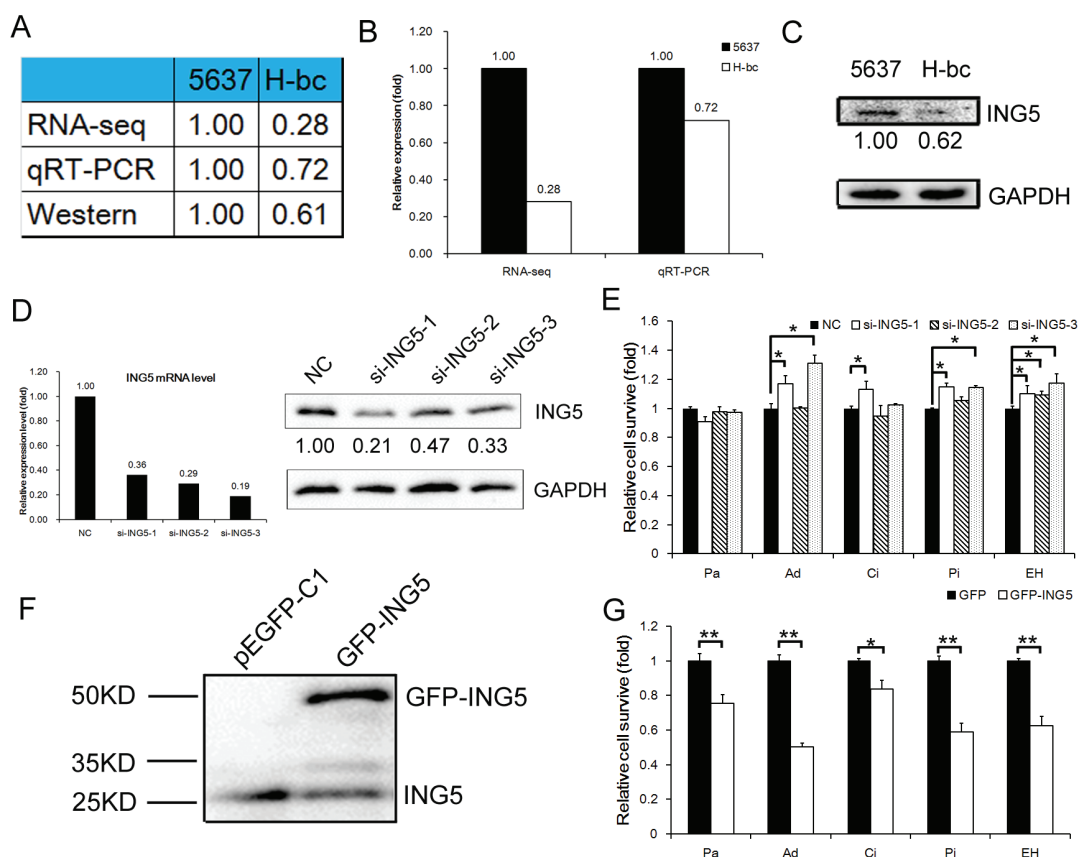 A
5637 H-bc
RNA-seq 1.00 0.28
qRT-PCR 1.00 0.72
Western 1.00 0.61
B
Relative expression (fold)
1.20
1.00
0.80
0.60
0.40
0.20
0.00
1.00
0.28
1.00
0.72
5637
H-bc
RNA-seq qRT-PCR
C
5637 H-bc
ING5
1.00 0.62
GAPDH
D
ING5 mRNA level
Relative expression level (fold)
1.20
1.00
0.80
0.60
0.40
0.20
0.00
1.00
0.36
0.29
0.19
NC si-ING5-1 si-ING5-2 si-ING5-3
NC si-ING5-1 si-ING5-2 si-ING5-3
ING5
1.00 0.21 0.47 0.33
GAPDH
E
NC si-ING5-1 si-ING5-2 si-ING5-3
Relative cell survive (fold)
1.6
1.4
1.2
1
0.8
0.6
0.4
0.2
0
* * * * * * * *
Pa Ad Ci Pi EH
F
pEGFP-C1 GFP-ING5
50KD
35KD
25KD
GFP-ING5
ING5
G
GFP GFP-ING5
Relative cell survive (fold)
1.2
1
0.8
0.6
0.4
0.2
0
** ** * ** **
Pa Ad Ci Pi EH